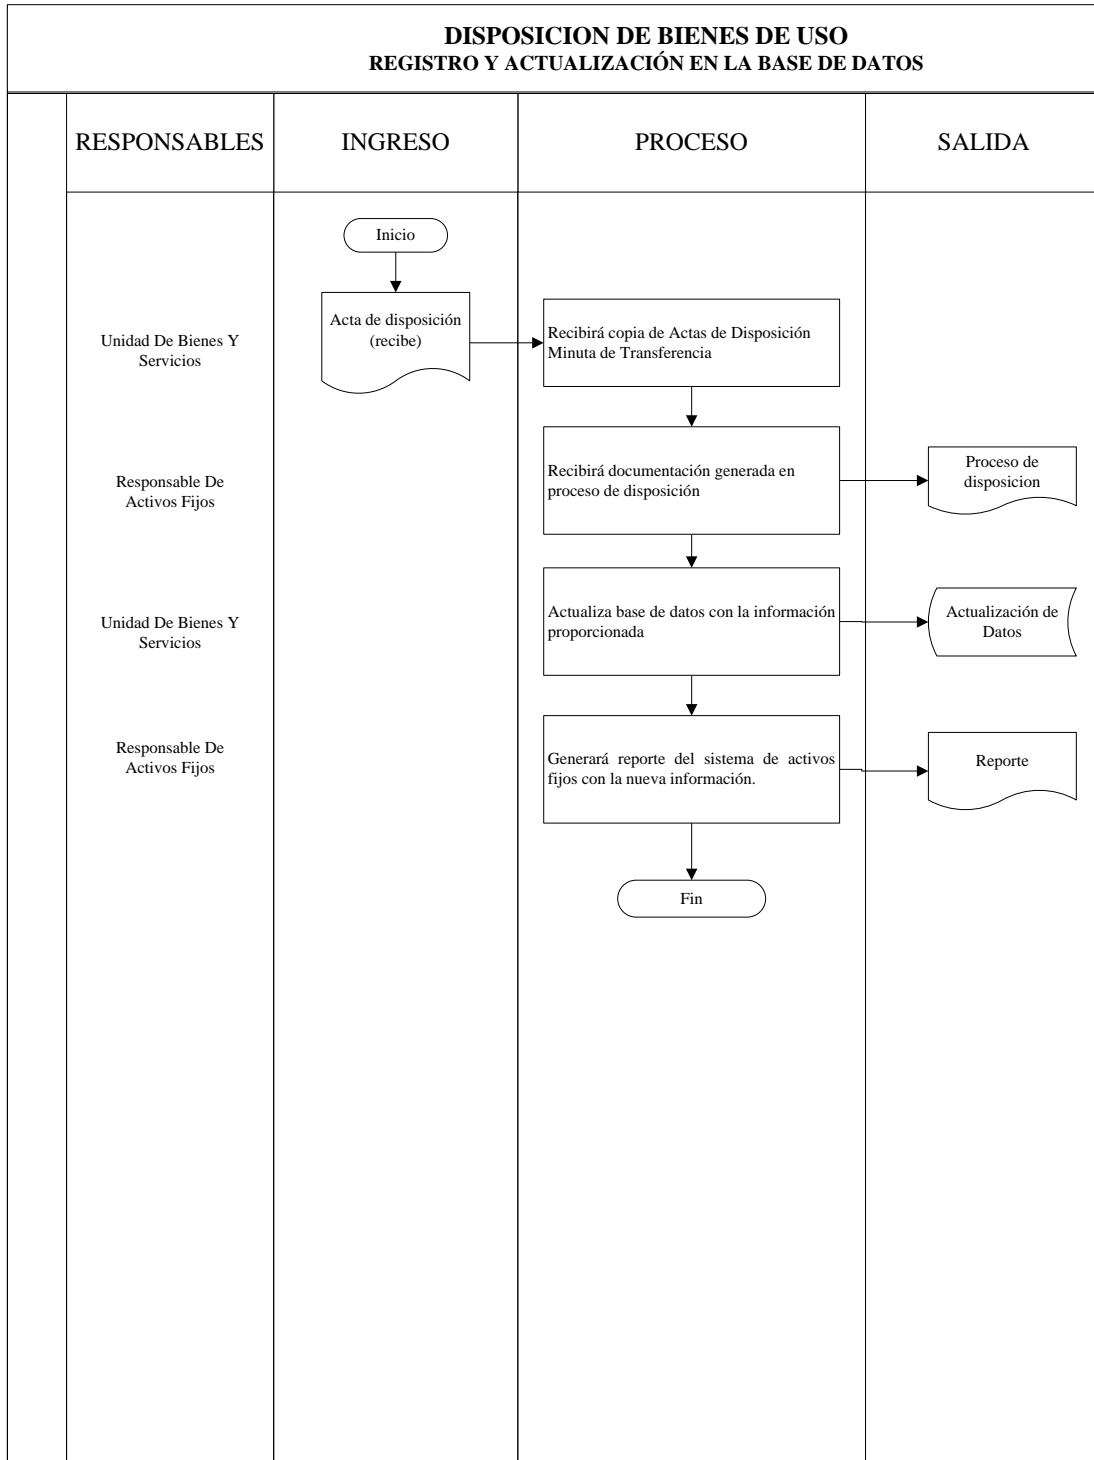 DISPOSICION DE BIENES DE USO
REGISTRO Y ACTUALIZACIÓN EN LA BASE DE DATOS
RESPONSABLES
INGRESO
PROCESO
SALIDA
Inicio
Unidad De Bienes Y
Servicios
Acta de disposición
(recibe)
Recibirá copia de Actas de Disposición
Minuta de Transferencia
Responsable De
Activos Fijos
Recibirá documentación generada en
proceso de disposición
Proceso de
disposicion
Unidad De Bienes Y
Servicios
Actualiza base de datos con la información
proporcionada
Actualización de
Datos
Responsable De
Activos Fijos
Generará reporte del sistema de activos
fijos con la nueva información.
Reporte
Fin